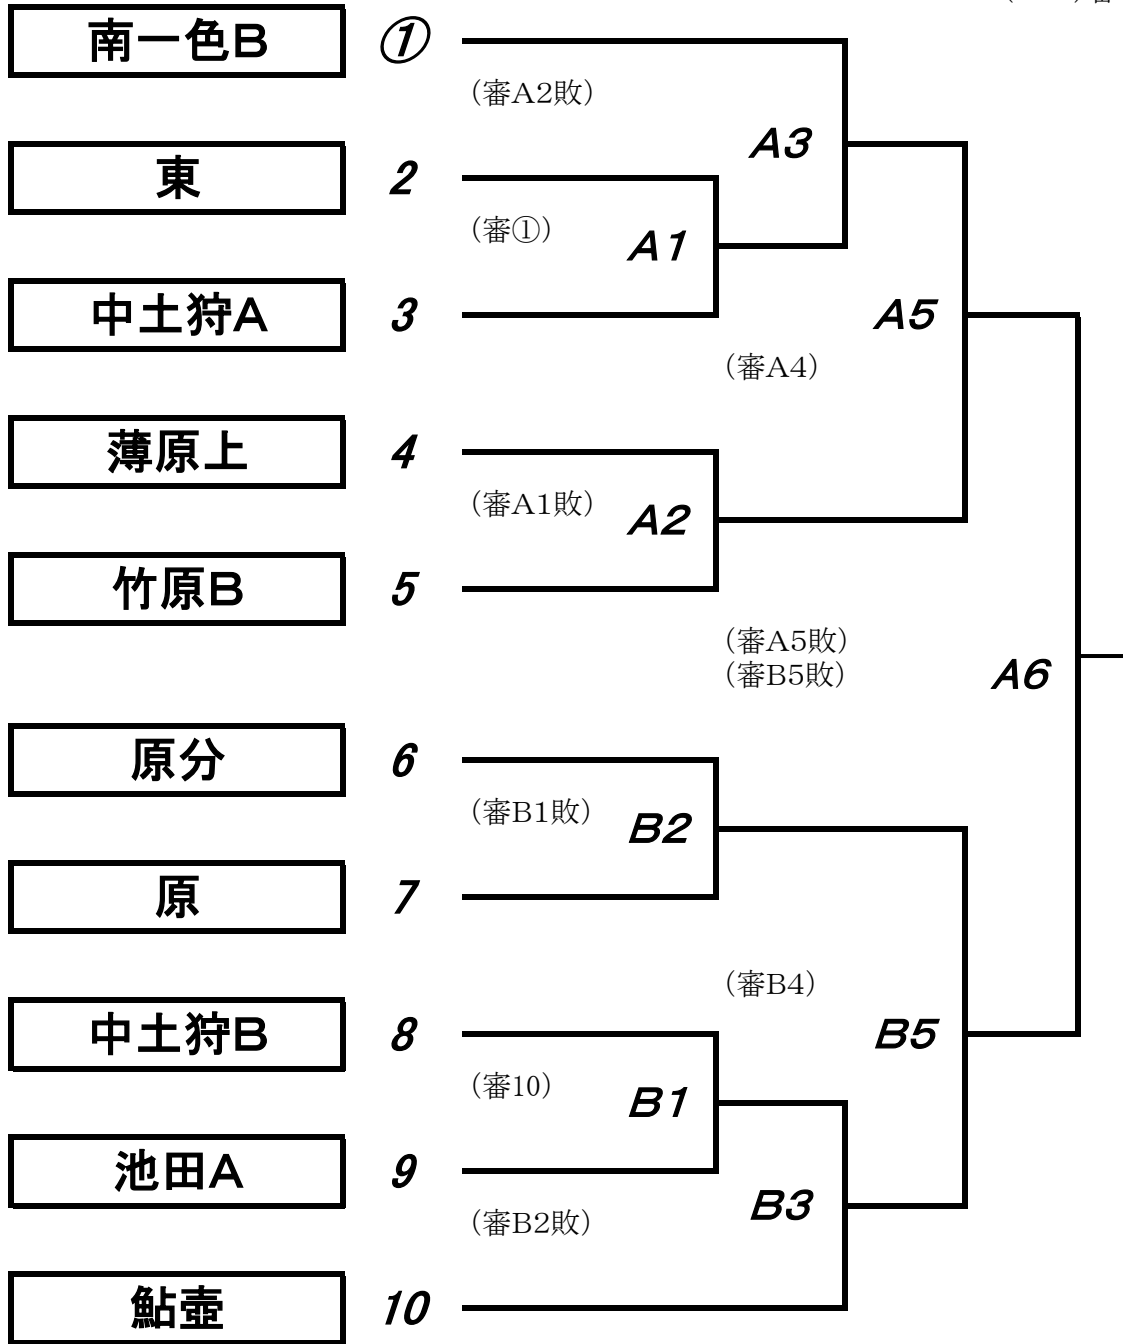 南一色B ①
（審A2敗）
A3
東 2
（審①）
A1
中土狩A 3
A5
（審A4）
薄原上 4
（審A1敗）
A2
竹原B 5
（審A5敗）
（審B5敗）
A6
原分 6
（審B1敗）
B2
原 7
（審B4）
中土狩B 8
B5
（審10）
B1
池田A 9
（審B2敗）
B3
鮎壺 10